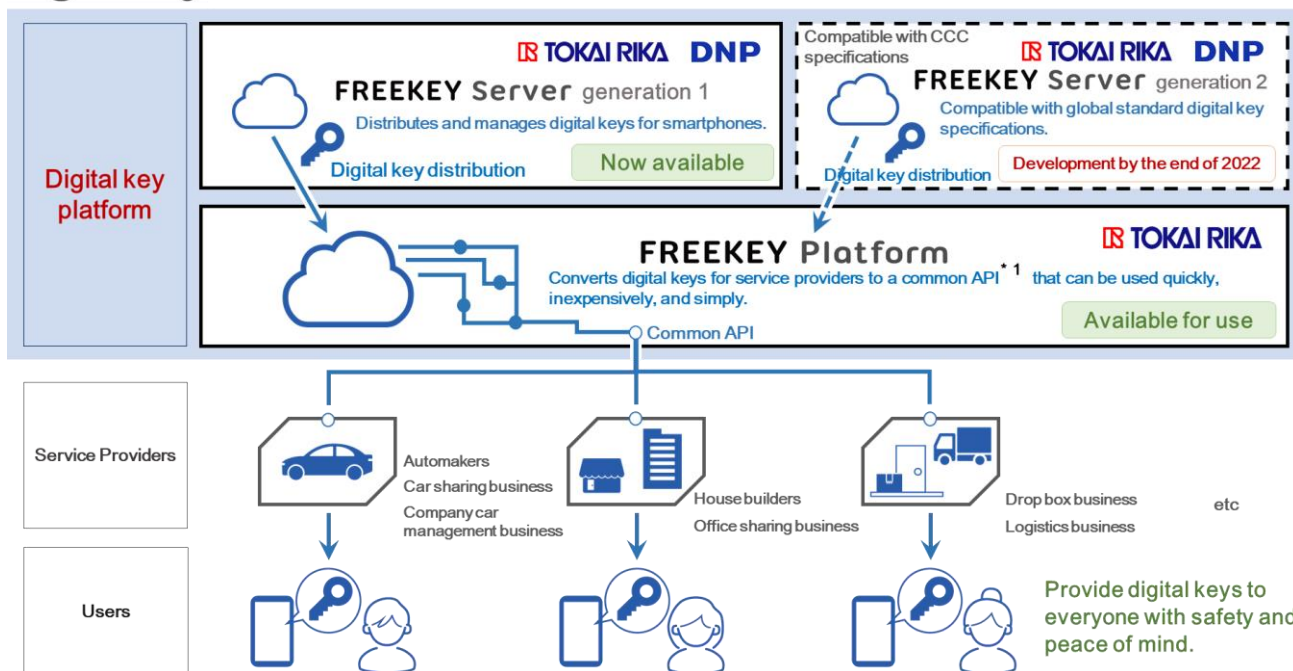 TOKAI RIKA DNP
FREEKEY Server generation 1
Distributes and manages digital keys for smartphones.
Digital key distribution
Now available
Compatible with CCC
specifications
TOKAI RIKA DNP
FREEKEY Server generation 2
Compatible with global standard digital key
specifications.
Digital key distribution
Development by the end of 2022
Digital key
platform
FREEKEY Platform
TOKAI RIKA
Converts digital keys for service providers to a common API*1 that can be used quickly,
inexpensively, and simply.
Available for use
Common API
Service Providers
Automakers
Car sharing business
Company car
management business
House builders
Office sharing business
Drop box business
Logistics business
etc
Users
Provide digital keys to
everyone with safety and
peace of mind.